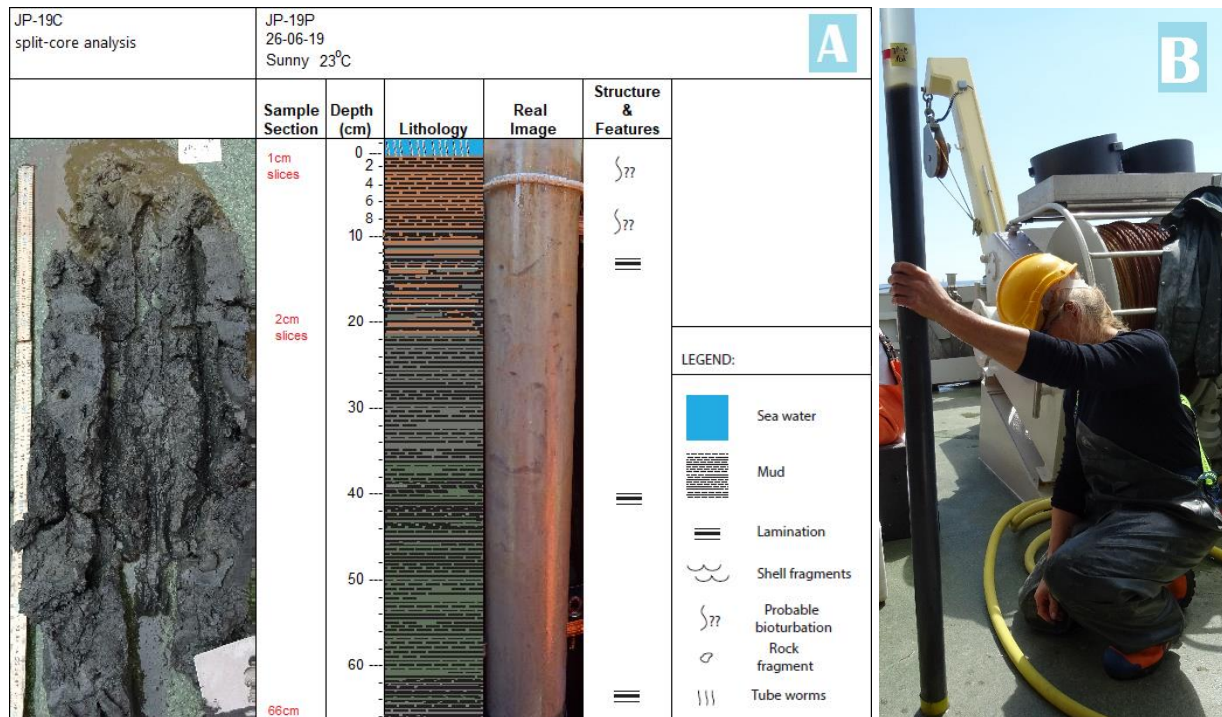 JP-19C
split-core analysis
JP-19P
26-06-19
Sunny 23⁰C
A
Sample
Section
Depth
(cm)
Lithology
Real
Image
Structure
&
Features
1cm
slices
2cm
slices
66cm
0
2
4
6
8
10
20
30
40
50
60
??
??
LEGEND:
Sea water
Mud
Lamination
Shell fragments
??
Probable
bioturbation
Rock
fragment
Tube worms
B